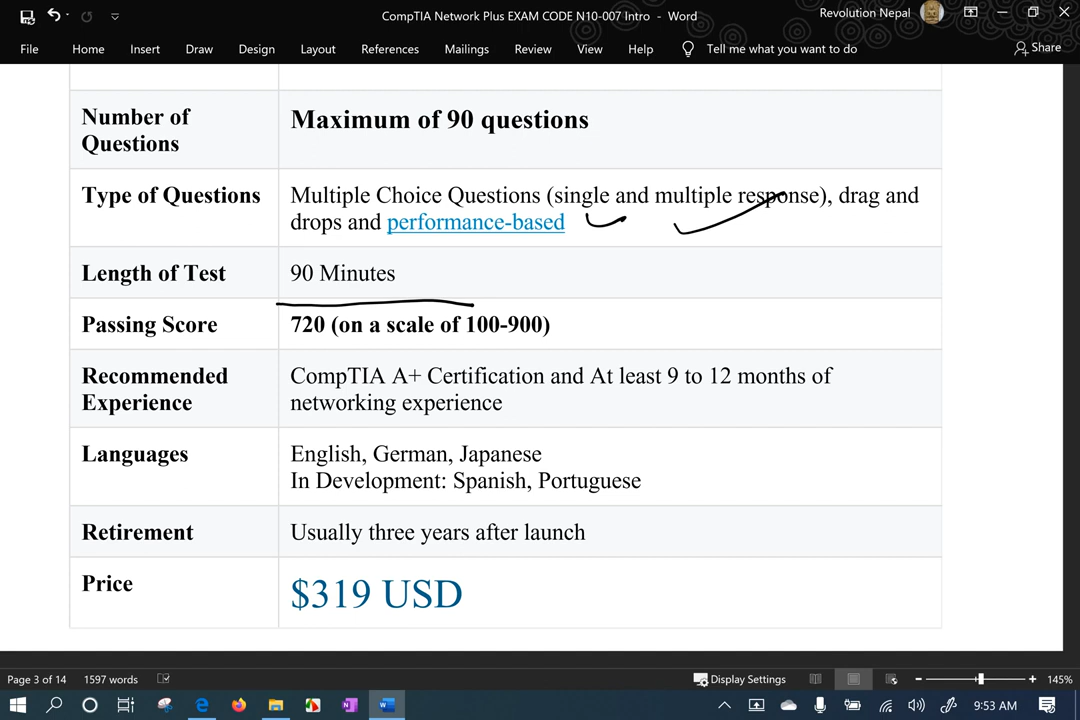 CompTIA Network Plus EXAM CODE N10-007 Intro - Word
Revolution Nepal
File Home Insert Draw Design Layout References Mailings Review View Help Tell me what you want to do Share
Number of Questions
Maximum of 90 questions
Type of Questions
Multiple Choice Questions (single and multiple response), drag and
drops and performance-based
Length of Test
90 Minutes
Passing Score
720 (on a scale of 100-900)
Recommended Experience
CompTIA A+ Certification and At least 9 to 12 months of
networking experience
Languages
English, German, Japanese
In Development: Spanish, Portuguese
Retirement
Usually three years after launch
Price
$319 USD
Page 3 of 14 1597 words Display Settings 145%
9:53 AM